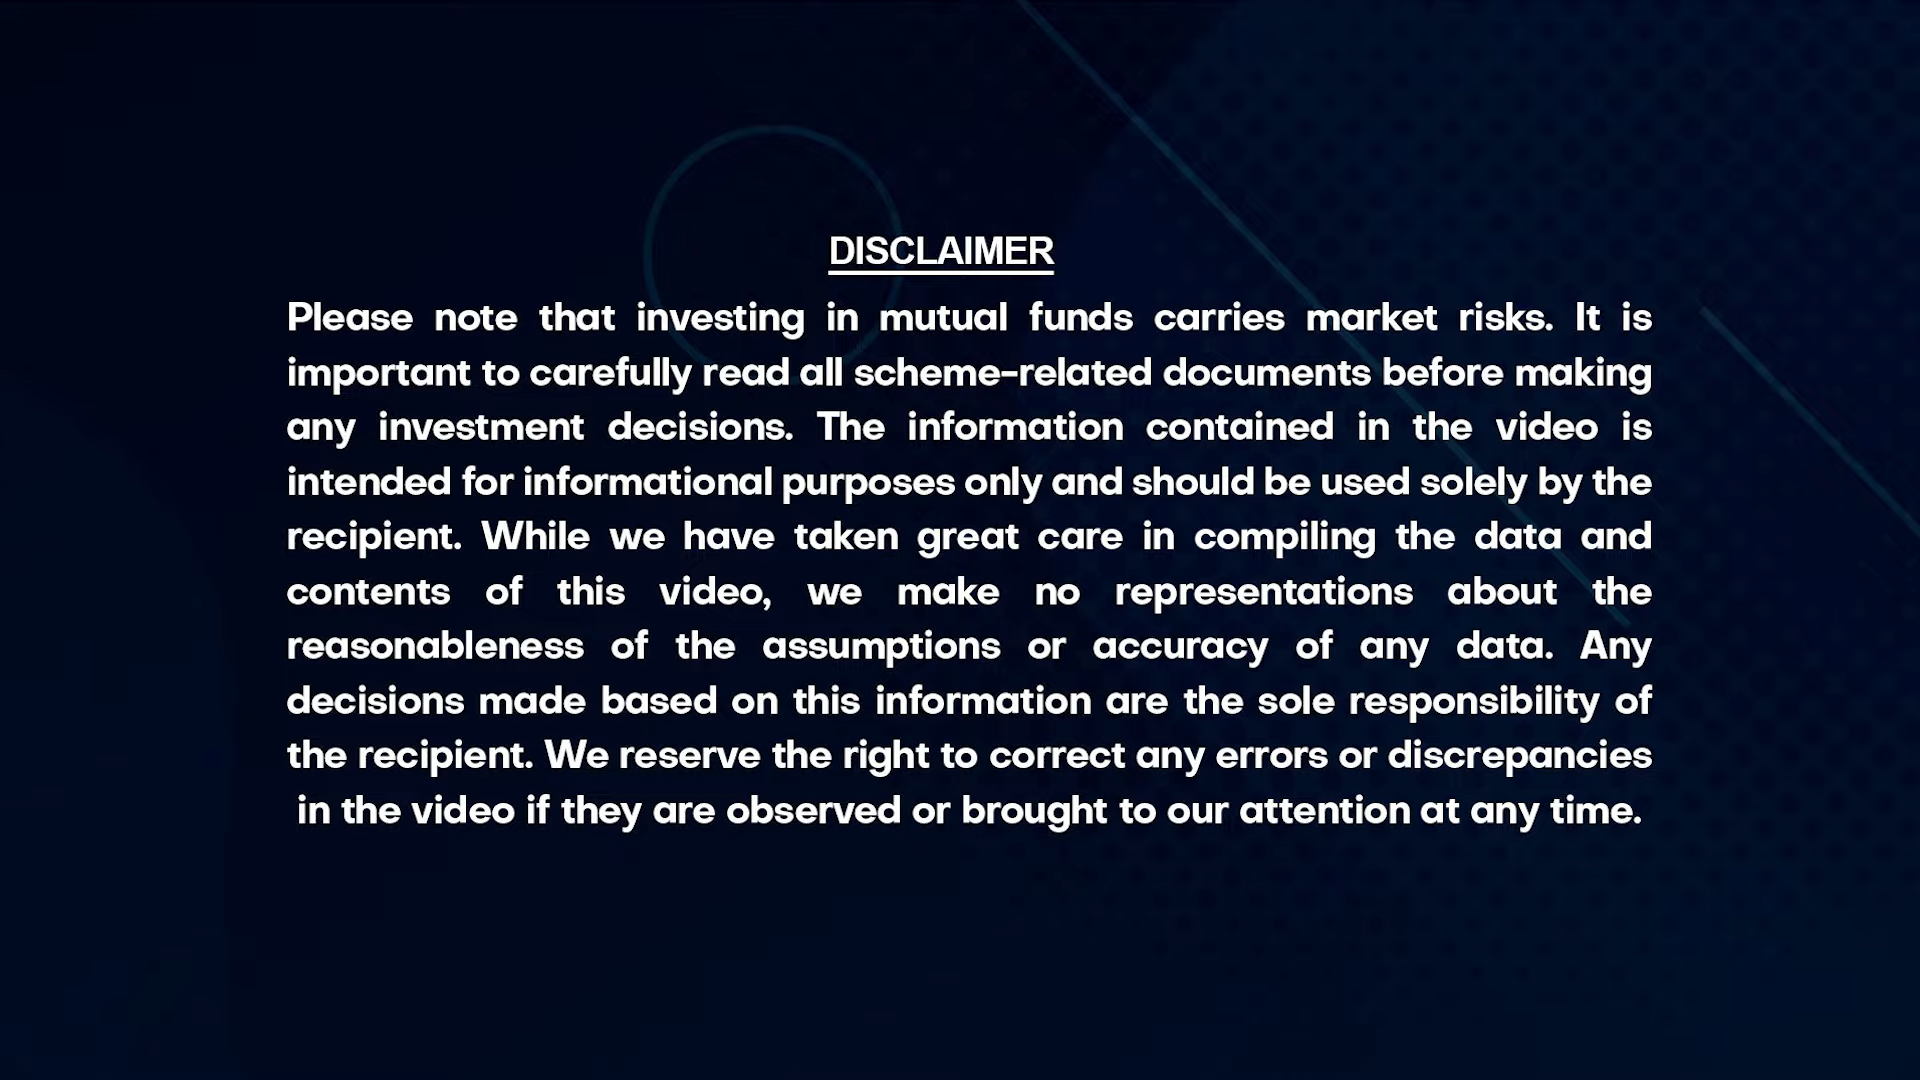 DISCLAIMER
Please note that investing in mutual funds carries market risks. It is
important to carefully read all scheme-related documents before making
any investment decisions. The information contained in the video is
intended for informational purposes only and should be used solely by the
recipient. While we have taken great care in compiling the data and
contents of this video, we make no representations about the
reasonableness of the assumptions or accuracy of any data. Any
decisions made based on this information are the sole responsibility of
the recipient. We reserve the right to correct any errors or discrepancies
in the video if they are observed or brought to our attention at any time.